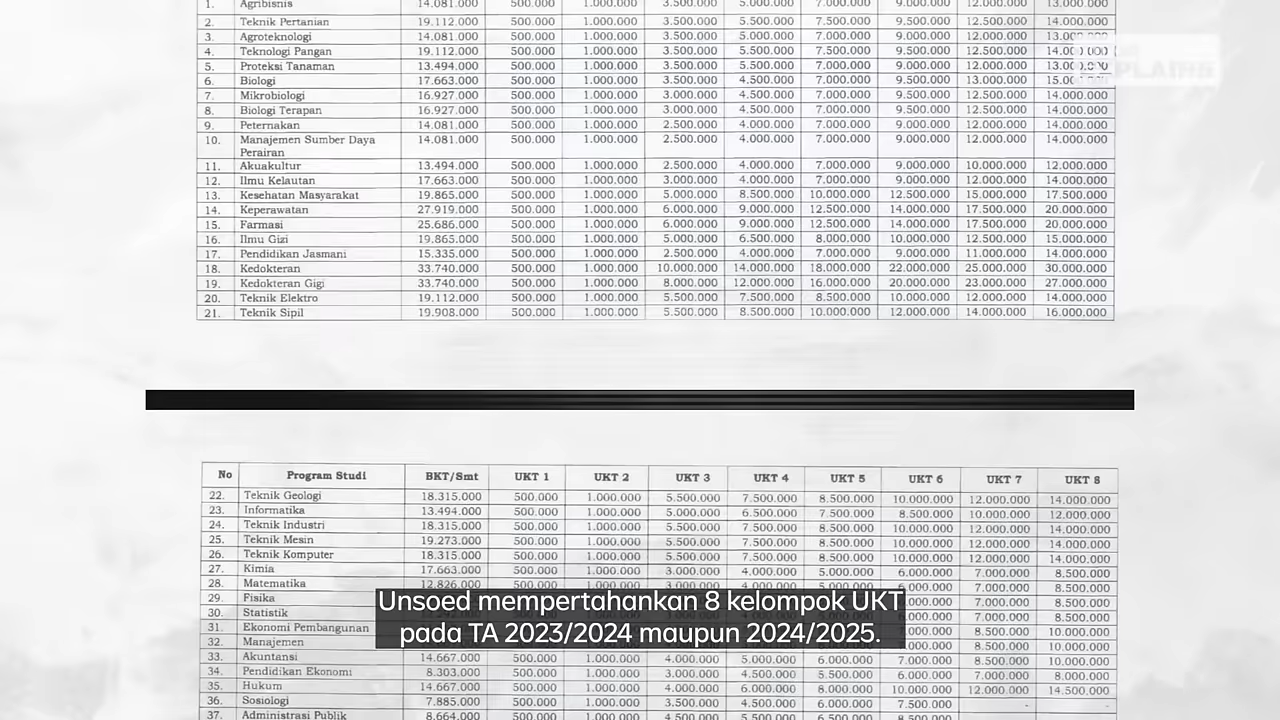 1. Agribisnis 14.081.000 500.000 1.000.000 3.500.000 5.000.000 7.000.000 9.000.000 12.000.000 13.000.000
2. Teknik Pertanian 19.112.000 500.000 1.000.000 3.500.000 5.500.000 7.500.000 9.500.000 12.500.000 14.000.000
3. Agroteknologi 14.081.000 500.000 1.000.000 3.500.000 5.000.000 7.000.000 9.000.000 12.000.000
4. Teknologi Pangan 19.112.000 500.000 1.000.000 3.500.000 5.500.000 7.500.000 9.500.000 12.500.000
5. Proteksi Tanaman 13.494.000 500.000 1.000.000 3.500.000 5.500.000 7.000.000 9.000.000 12.000.000
6. Biologi 17.663.000 500.000 1.000.000 3.500.000 4.500.000 7.000.000 9.500.000 13.000.000
7. Mikrobiologi 16.927.000 500.000 1.000.000 3.000.000 4.500.000 7.000.000 9.500.000 12.000.000 14.000.000
8. Biologi Terapan 16.927.000 500.000 1.000.000 3.000.000 4.500.000 7.000.000 9.500.000 12.000.000 14.000.000
9. Peternakan 14.081.000 500.000 1.000.000 2.500.000 4.000.000 7.000.000 9.000.000 12.000.000 14.000.000
10. Manajemen Sumber Daya 14.081.000 500.000 1.000.000 2.500.000 4.000.000 7.000.000 9.000.000 12.000.000 14.000.000
Perairan
11. Akuakultur 13.494.000 500.000 1.000.000 2.500.000 4.000.000 7.000.000 9.000.000 10.000.000 12.000.000
12. Ilmu Kelautan 17.663.000 500.000 1.000.000 3.000.000 4.000.000 7.000.000 9.000.000 12.000.000 14.000.000
13. Kesehatan Masyarakat 19.865.000 500.000 1.000.000 5.000.000 8.500.000 10.000.000 12.500.000 15.000.000 17.500.000
14. Keperawatan 27.919.000 500.000 1.000.000 6.000.000 9.000.000 12.500.000 14.000.000 17.500.000 20.000.000
15. Farmasi 25.686.000 500.000 1.000.000 6.000.000 9.000.000 12.500.000 14.000.000 17.500.000 20.000.000
16. Ilmu Gizi 19.865.000 500.000 1.000.000 5.000.000 6.500.000 8.000.000 10.000.000 12.500.000 15.000.000
17. Pendidikan Jasmani 15.335.000 500.000 1.000.000 2.500.000 4.000.000 7.000.000 9.000.000 11.000.000 14.000.000
18. Kedokteran 33.740.000 500.000 1.000.000 10.000.000 14.000.000 18.000.000 22.000.000 25.000.000 30.000.000
19. Kedokteran Gigi 33.740.000 500.000 1.000.000 8.000.000 12.000.000 16.000.000 20.000.000 23.000.000 27.000.000
20. Teknik Elektro 19.112.000 500.000 1.000.000 5.500.000 7.500.000 8.500.000 10.000.000 12.000.000 14.000.000
21. Teknik Sipil 19.908.000 500.000 1.000.000 5.500.000 8.500.000 10.000.000 12.000.000 14.000.000 16.000.000
No Program Studi BKT/Smt UKT 1 UKT 2 UKT 3 UKT 4 UKT 5 UKT 6 UKT 7 UKT 8
22. Teknik Geologi 18.315.000 500.000 1.000.000 5.500.000 7.500.000 8.500.000 10.000.000 12.000.000 14.000.000
23. Informatika 13.494.000 500.000 1.000.000 5.000.000 6.500.000 7.500.000 8.500.000 10.000.000 12.000.000
24. Teknik Industri 18.315.000 500.000 1.000.000 5.500.000 7.500.000 8.500.000 10.000.000 12.000.000 14.000.000
25. Teknik Mesin 19.273.000 500.000 1.000.000 5.500.000 7.500.000 8.500.000 10.000.000 12.000.000 14.000.000
26. Teknik Komputer 18.315.000 500.000 1.000.000 5.500.000 7.500.000 8.500.000 10.000.000 12.000.000 14.000.000
27. Kimia 17.663.000 500.000 1.000.000 3.000.000 4.000.000 5.000.000 6.000.000 7.000.000 8.500.000
28. Matematika 12.826.000 500.000 1.000.000 3.000.000 4.000.000 5.000.000 6.000.000 7.000.000 8.500.000
29. Fisika 7.000.000 8.500.000
30. Statistik 7.000.000 8.500.000
31. Ekonomi Pembangunan 8.500.000 10.000.000
32. Manajemen 8.500.000 10.000.000
Unsoed mempertahankan 8 kelompok UKT
pada TA 2023/2024 maupun 2024/2025.
33. Akuntansi 14.667.000 500.000 1.000.000 4.000.000 5.000.000 6.000.000 7.000.000 8.500.000 10.000.000
34. Pendidikan Ekonomi 8.303.000 500.000 1.000.000 3.000.000 4.500.000 5.500.000 6.000.000 7.000.000 8.000.000
35. Hukum 14.667.000 500.000 1.000.000 4.000.000 6.000.000 8.000.000 10.000.000 12.000.000 14.500.000
36. Sosiologi 7.885.000 500.000 1.000.000 3.500.000 4.500.000 6.000.000 7.000.000 - -
37. Administrasi Publik 8.664.000 500.000 1.000.000 4.500.000 5.500.000 6.500.000 8.500.000